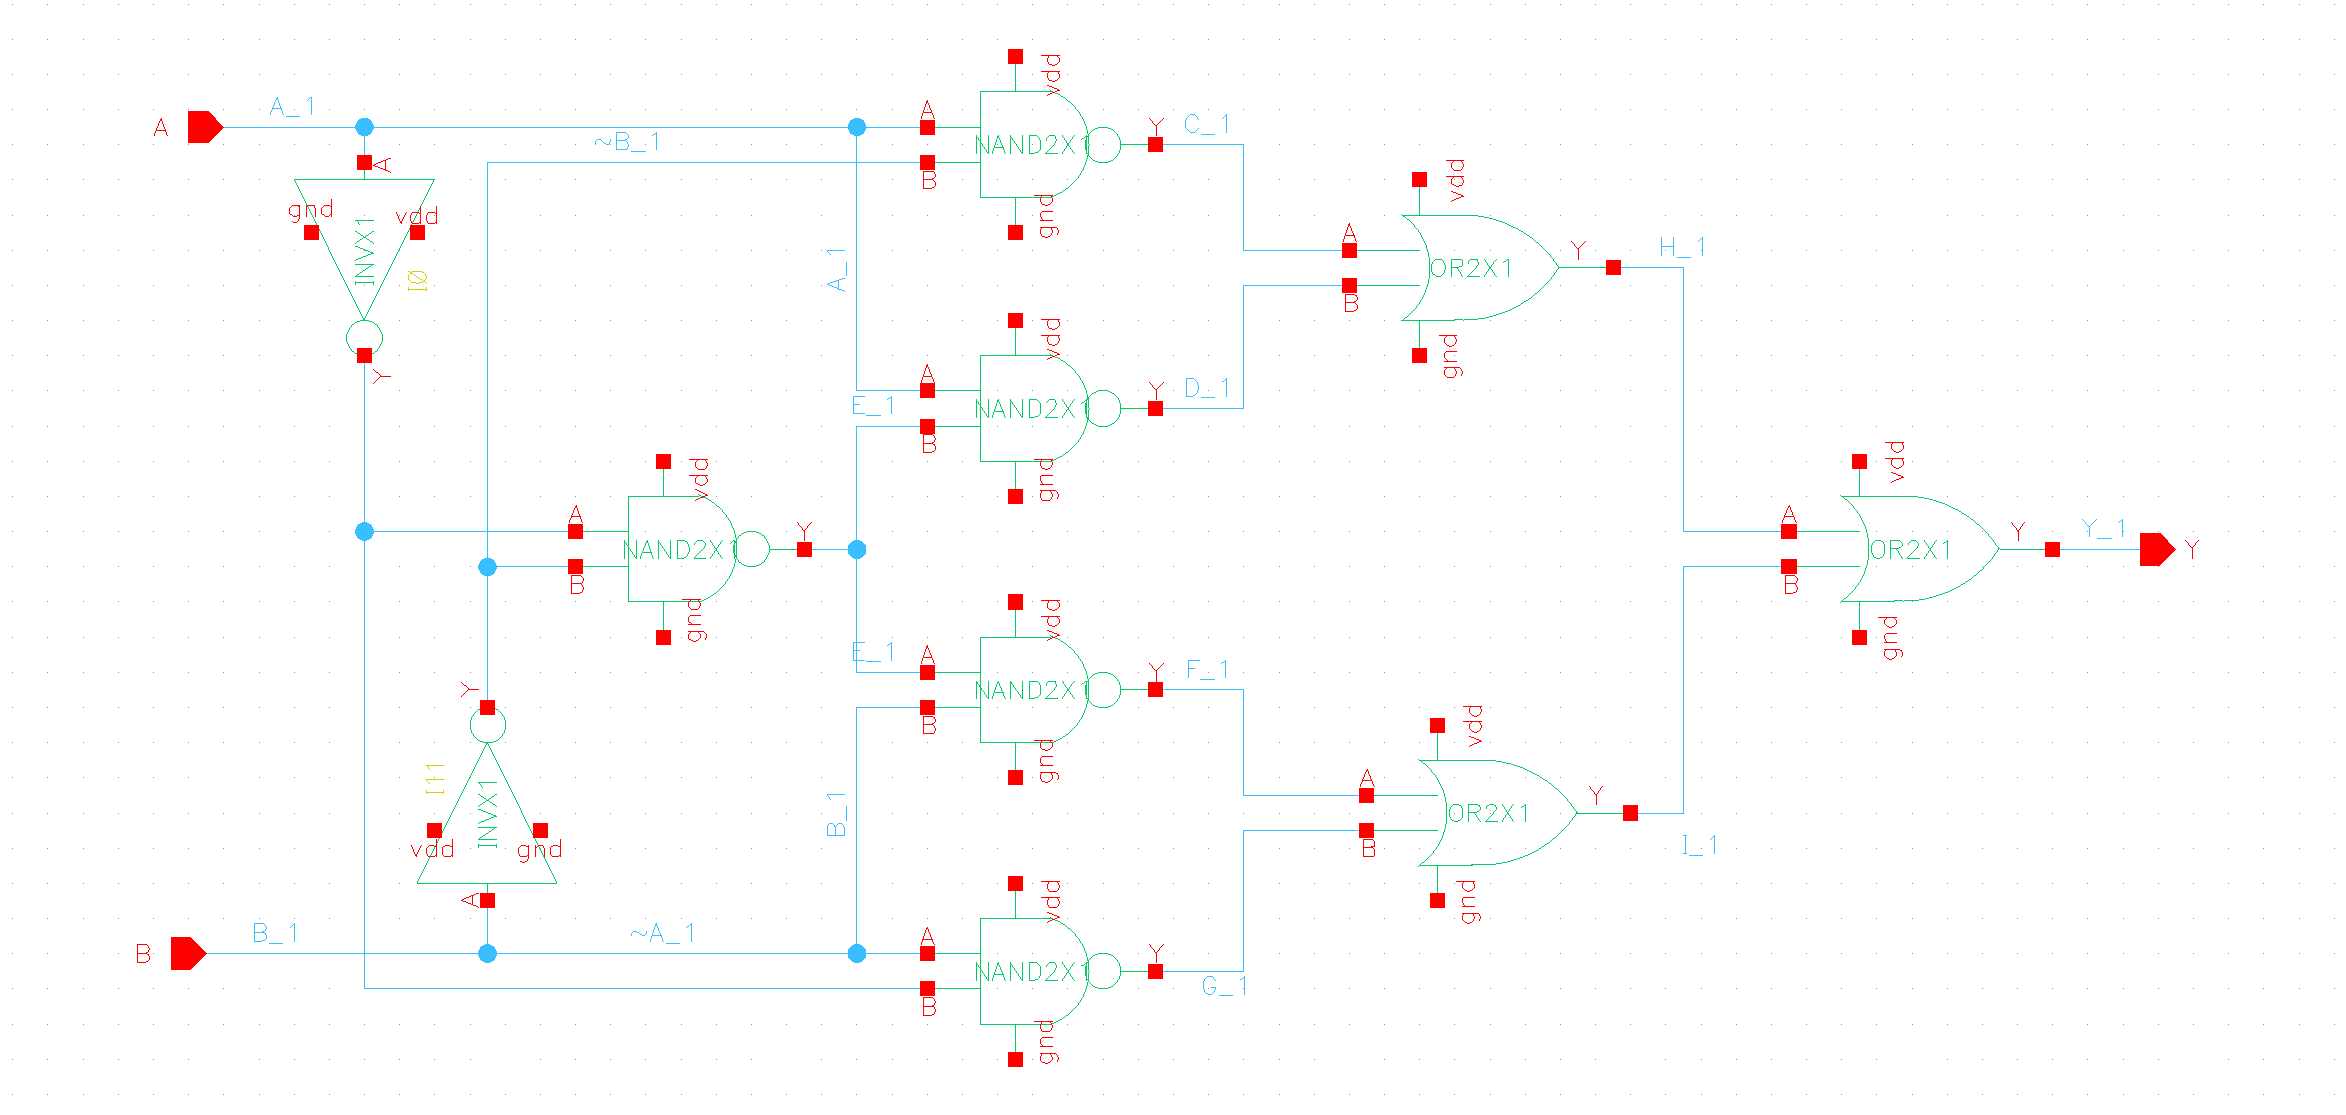 vdd
A_1
A
Y
C_1
A
NAND2X1
~B_1
A
B
gnd
vdd
gnd
vdd
INVX1
A
H_1
Y
A_1
OR2X1
I0
B
vdd
gnd
Y
A
Y
D_1
E_1
NAND2X1
B
vdd
gnd
vdd
A
Y
A
Y
Y_1
Y
NAND2X1
OR2X1
B
B
gnd
vdd
gnd
E_1
A
Y
F_1
Y
NAND2X1
B
vdd
gnd
I11
A
Y
INVX1
B_1
OR2X1
vdd
gnd
B
I_1
A
vdd
gnd
B_1
~A_1
A
Y
B
NAND2X1
G_1
B
gnd